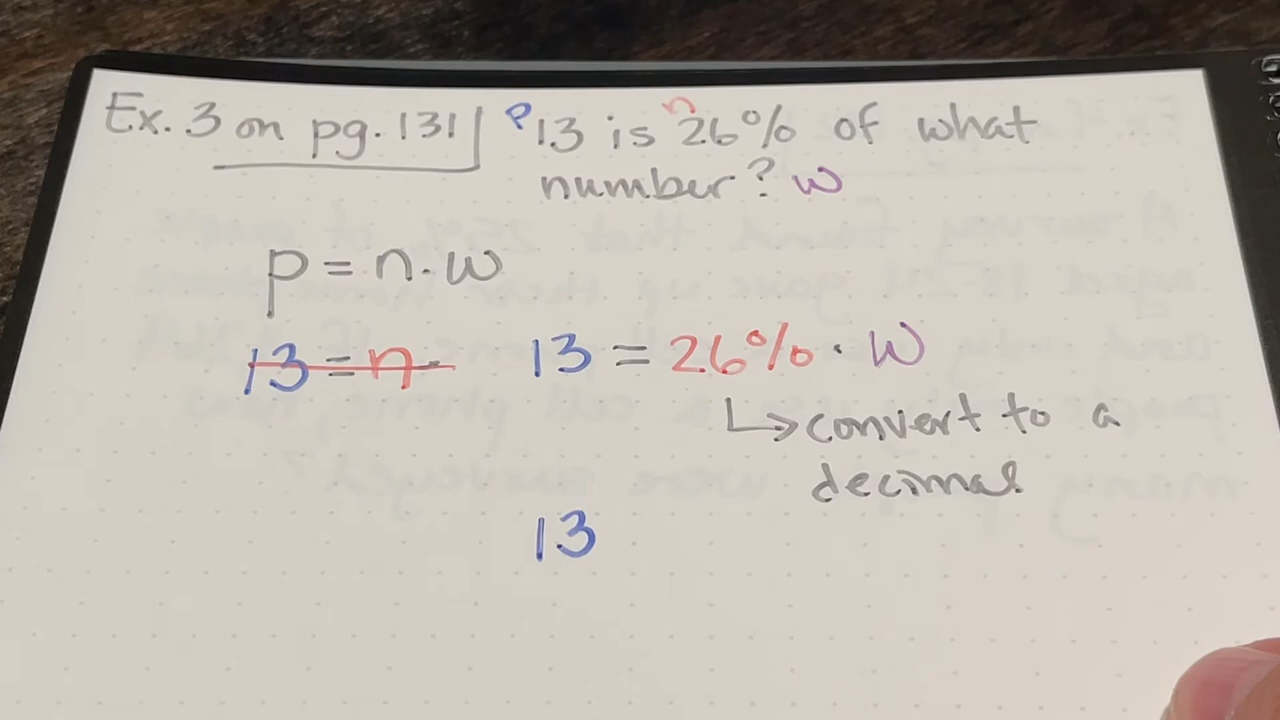 Ex. 3 on pg. 131 P 13 is n 26% of what
number? w
p = n · w
13 = n · 13 = 26% · w
↳ convert to a
decimal
13